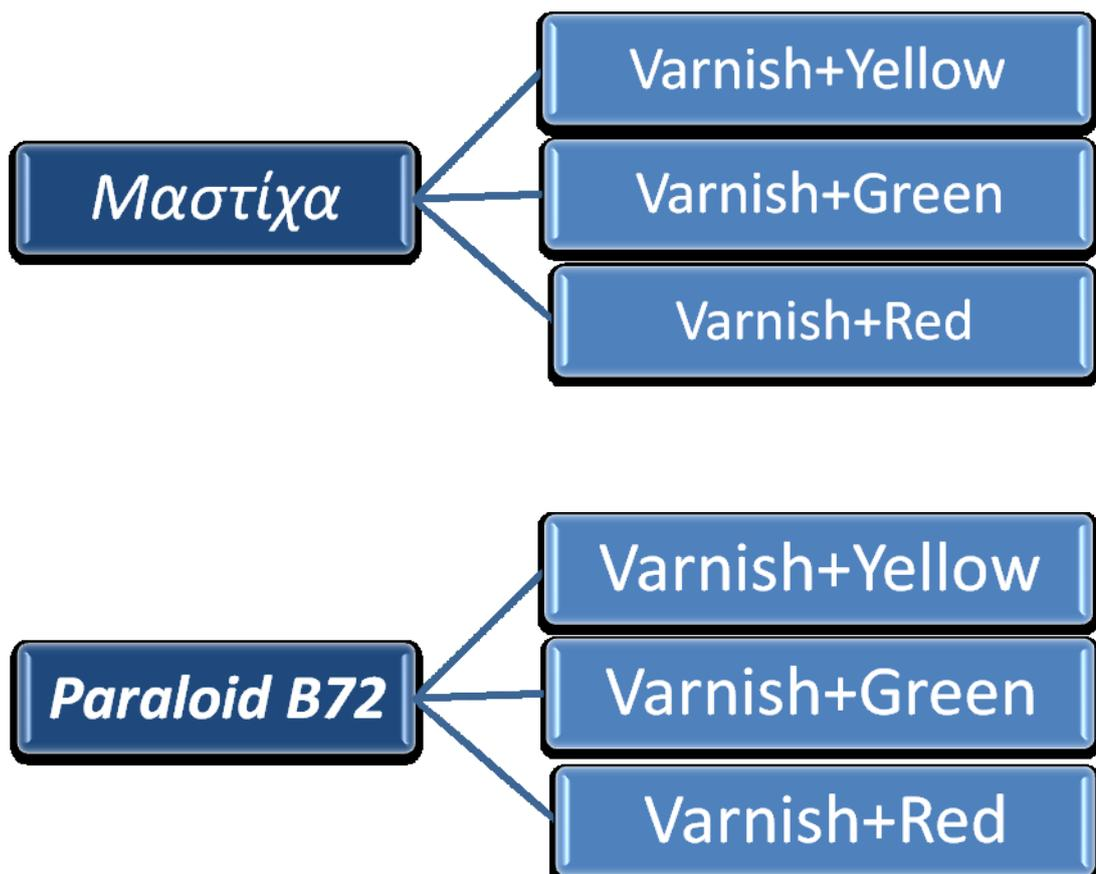 Μαστίχα
Varnish+Yellow
Varnish+Green
Varnish+Red
Paraloid B72
Varnish+Yellow
Varnish+Green
Varnish+Red